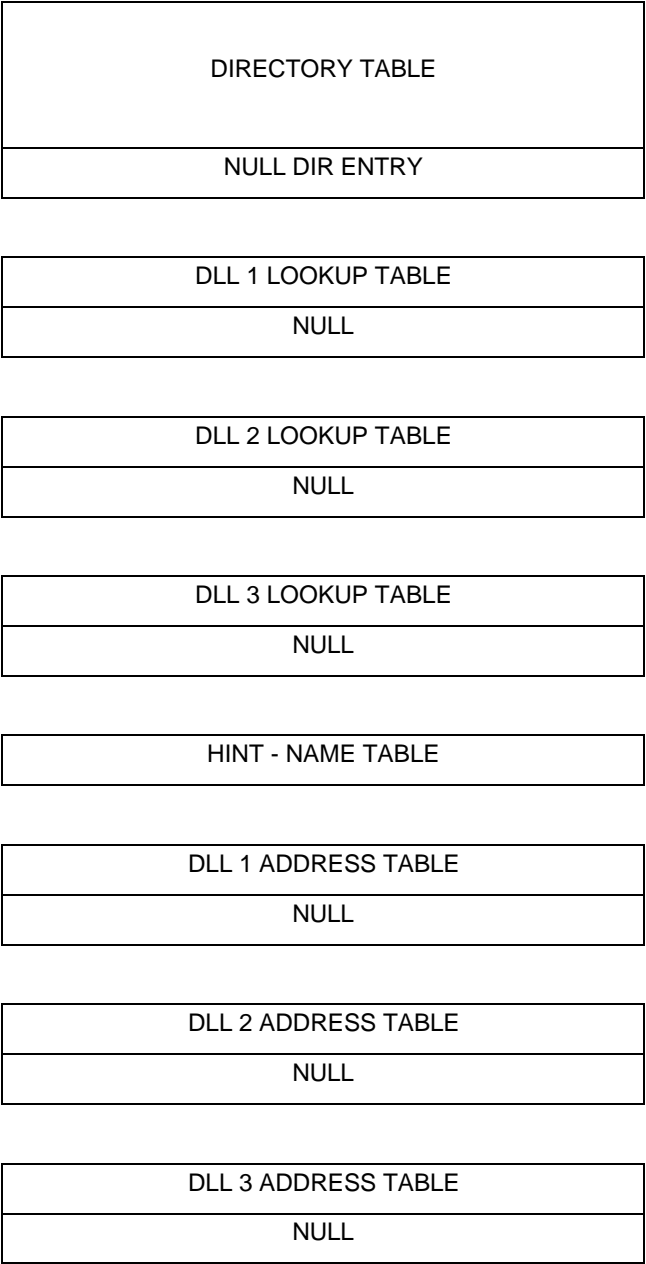 DIRECTORY TABLE
NULL DIR ENTRY
DLL 1 LOOKUP TABLE
NULL
DLL 2 LOOKUP TABLE
NULL
DLL 3 LOOKUP TABLE
NULL
HINT - NAME TABLE
DLL 1 ADDRESS TABLE
NULL
DLL 2 ADDRESS TABLE
NULL
DLL 3 ADDRESS TABLE
NULL